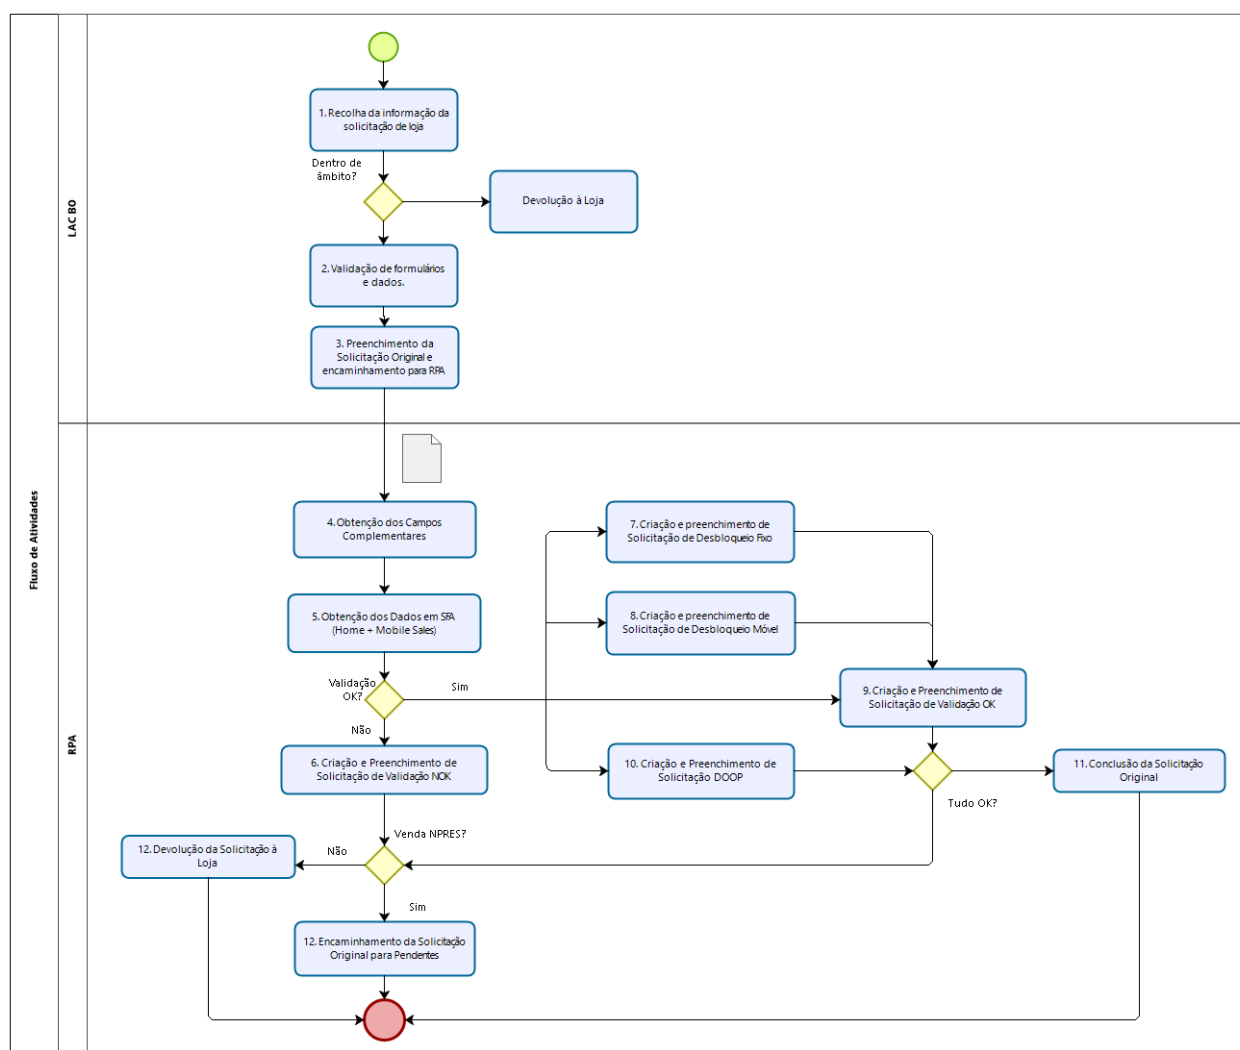 Fluxo de Atividades
LAC BO
1. Recolha da informação da
solicitação de loja
Dentro de
âmbito?
Devolução à Loja
2. Validação de formulários
e dados.
3. Preenchimento da
Solicitação Original e
encaminhamento para RPA
RPA
4. Obtenção dos Campos
Complementares
5. Obtenção dos Dados em SFA
(Home + Mobile Sales)
Validação
OK?
Sim
Não
6. Criação e Preenchimento de
Solicitação de Validação NOK
7. Criação e preenchimento de
Solicitação de Desbloqueio Fixo
8. Criação e preenchimento de
Solicitação de Desbloqueio Móvel
9. Criação e Preenchimento de
Solicitação de Validação OK
10. Criação e Preenchimento de
Solicitação DOOP
Tudo OK?
11. Conclusão da Solicitação
Original
Venda NPRES?
Não
12. Devolução da Solicitação à
Loja
Sim
12. Encaminhamento da Solicitação
Original para Pendentes